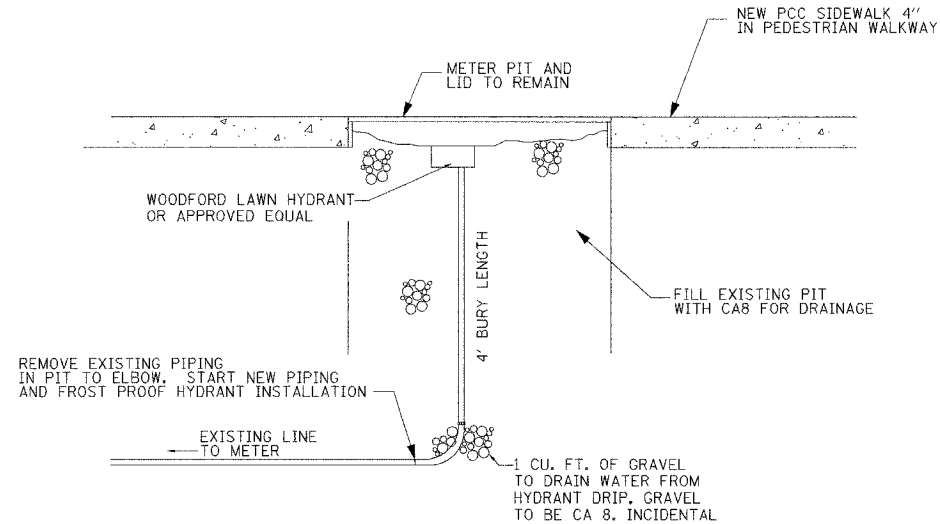 NEW PCC SIDEWALK 4"
IN PEDESTRIAN WALKWAY
METER PIT AND
LID TO REMAIN
WOODFORD LAWN HYDRANT
OR APPROVED EQUAL
4' BURY LENGTH
FILL EXISTING PIT
WITH CA8 FOR DRAINAGE
REMOVE EXISTING PIPING
IN PIT TO ELBOW. START NEW PIPING
AND FROST PROOF HYDRANT INSTALLATION
EXISTING LINE
TO METER
1 CU. FT. OF GRAVEL
TO DRAIN WATER FROM
HYDRANT DRIP. GRAVEL
TO BE CA 8. INCIDENTAL